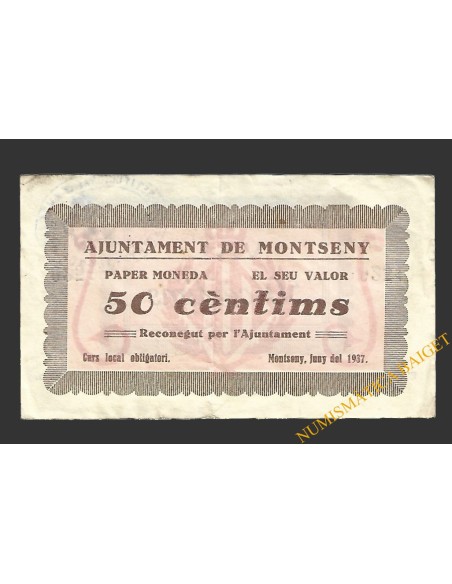 AJUNTAMENT DE MONTSENY
PAPER MONEDA EL SEU VALOR
50 cèntims
Reconegut per l'Ajuntament
Curs local obligatori. Montseny, juny del 1937.
NUMISMATICA BAIGET